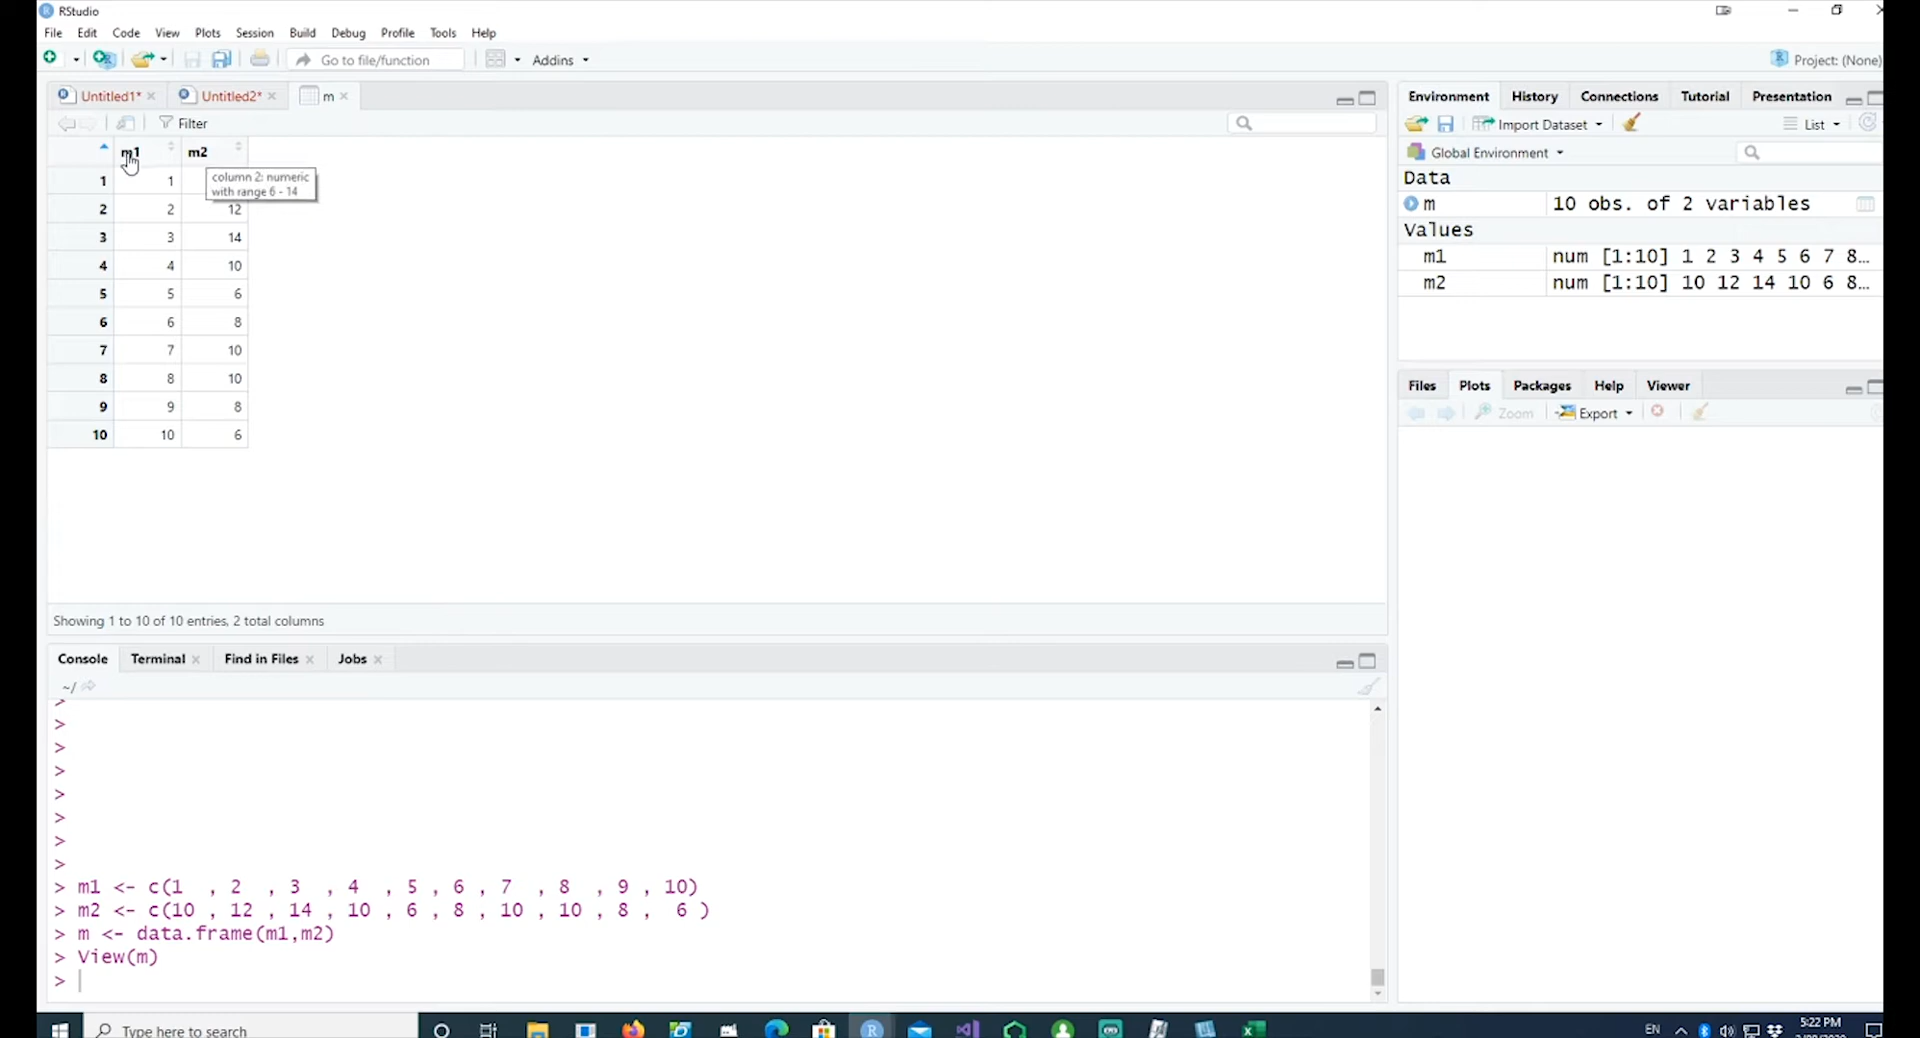 RStudio
File Edit Code View Plots Session Build Debug Profile Tools Help
Go to file/function Addins Project: (None)
Untitled1* Untitled2* m
Filter
m1 m2
1 1
column 2: numeric
with range 6 - 14
2 2 12
3 3 14
4 4 10
5 5 6
6 6 8
7 7 10
8 8 10
9 9 8
10 10 6
Showing 1 to 10 of 10 entries, 2 total columns
Console Terminal Find in Files Jobs
~/
>
>
>
>
>
>
>
>
> m1 <- c(1 , 2 , 3 , 4 , 5 , 6 , 7 , 8 , 9 , 10)
> m2 <- c(10 , 12 , 14 , 10 , 6 , 8 , 10 , 10 , 8 , 6 )
> m <- data.frame(m1,m2)
> View(m)
>
Environment History Connections Tutorial Presentation
Import Dataset List
Global Environment
Data
m 10 obs. of 2 variables
Values
m1 num [1:10] 1 2 3 4 5 6 7 8...
m2 num [1:10] 10 12 14 10 6 8...
Files Plots Packages Help Viewer
Zoom Export
Type here to search
EN 5:22 PM